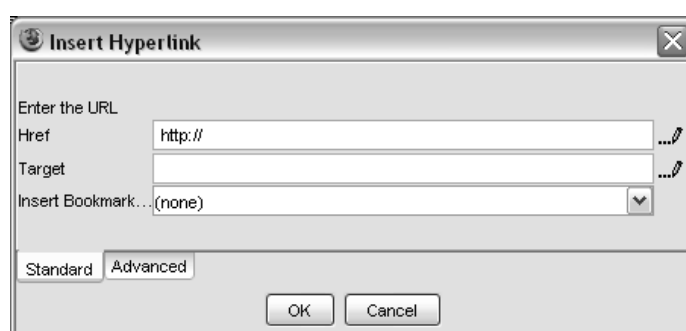 Insert Hyperlink
Enter the URL
Href http:// ...
Target ...
Insert Bookmark... (none)
Standard Advanced
OK Cancel